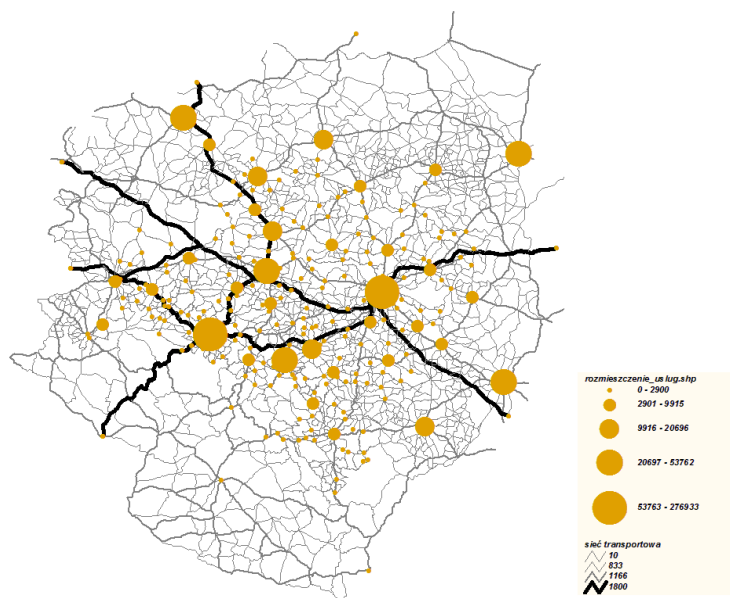 rozmieszczenie_uslug.shp
0 - 2900
2901 - 9915
9916 - 20696
20697 - 53762
53763 - 276933
sieć transportowa
10
833
1166
1800